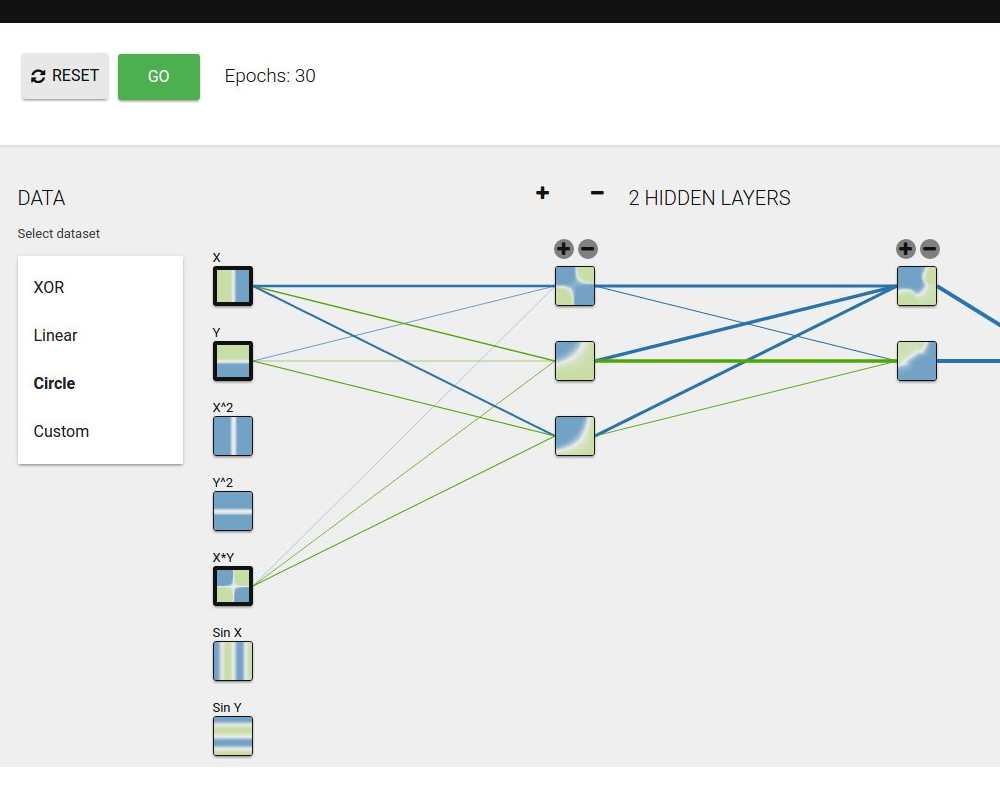 RESET
GO
Epochs: 30
DATA
2 HIDDEN LAYERS
Select dataset
XOR
Linear
Circle
Custom
X
Y
X^2
Y^2
X*Y
Sin X
Sin Y